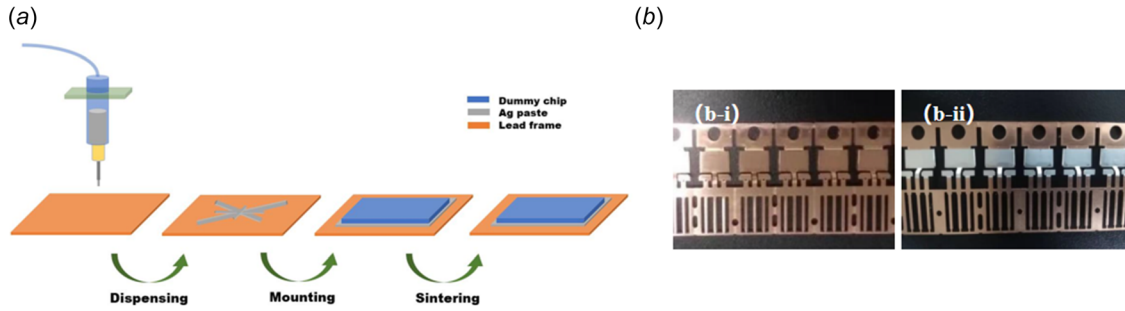 (a)
(b)
Dummy chip
Ag paste
Lead frame
(b-i)
(b-ii)
Dispensing
Mounting
Sintering